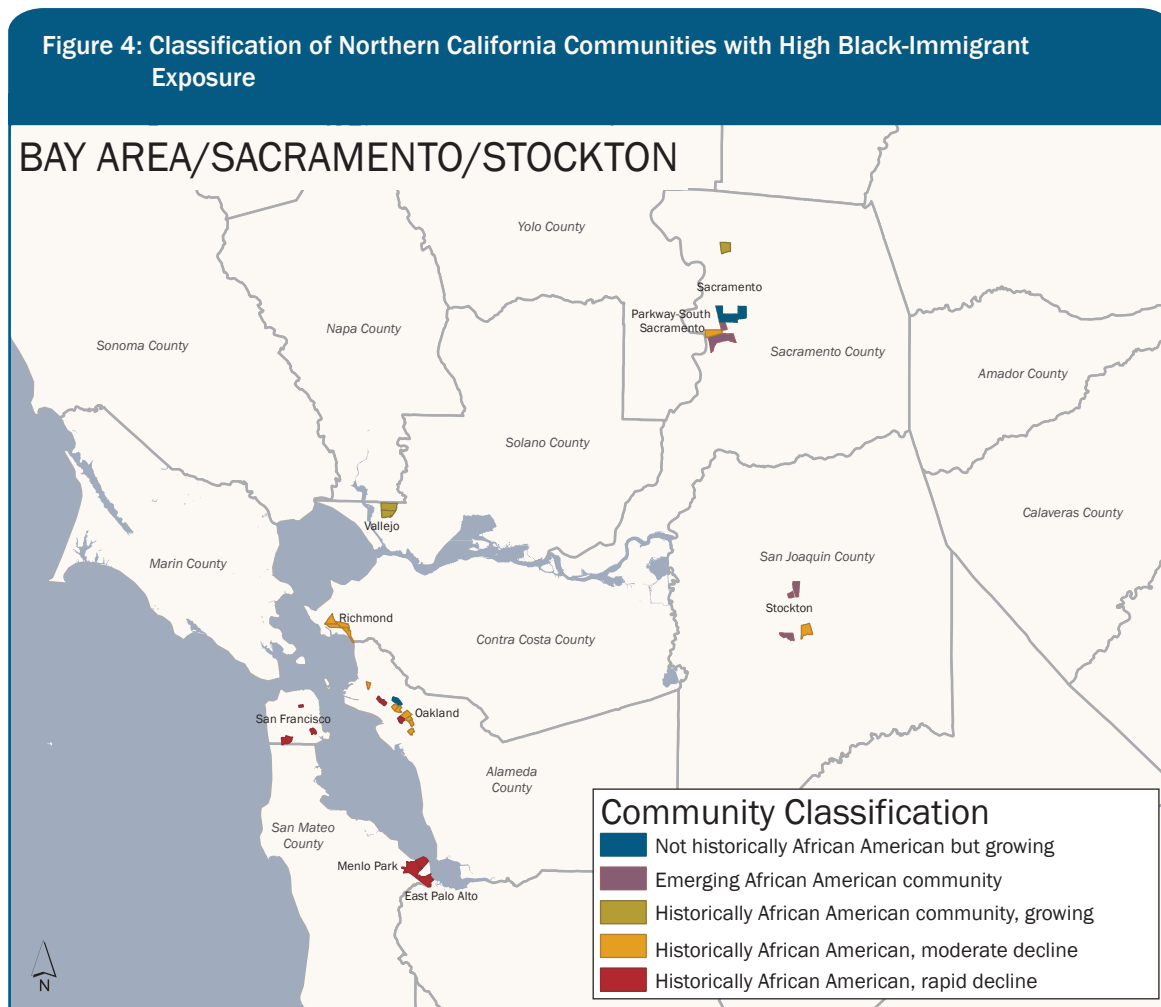 Figure 4: Classification of Northern California Communities with High Black-Immigrant
Exposure
BAY AREA/SACRAMENTO/STOCKTON
Yolo County
Sacramento
Parkway-South
Sacramento
Napa County
Sonoma County
Sacramento County
Amador County
Solano County
Vallejo
Calaveras County
Marin County
San Joaquin County
Stockton
Richmond
Contra Costa County
San Francisco
Oakland
Alameda
County
San Mateo
County
Menlo Park
East Palo Alto
Community Classification
Not historically African American but growing
Emerging African American community
Historically African American community, growing
Historically African American, moderate decline
Historically African American, rapid decline
N